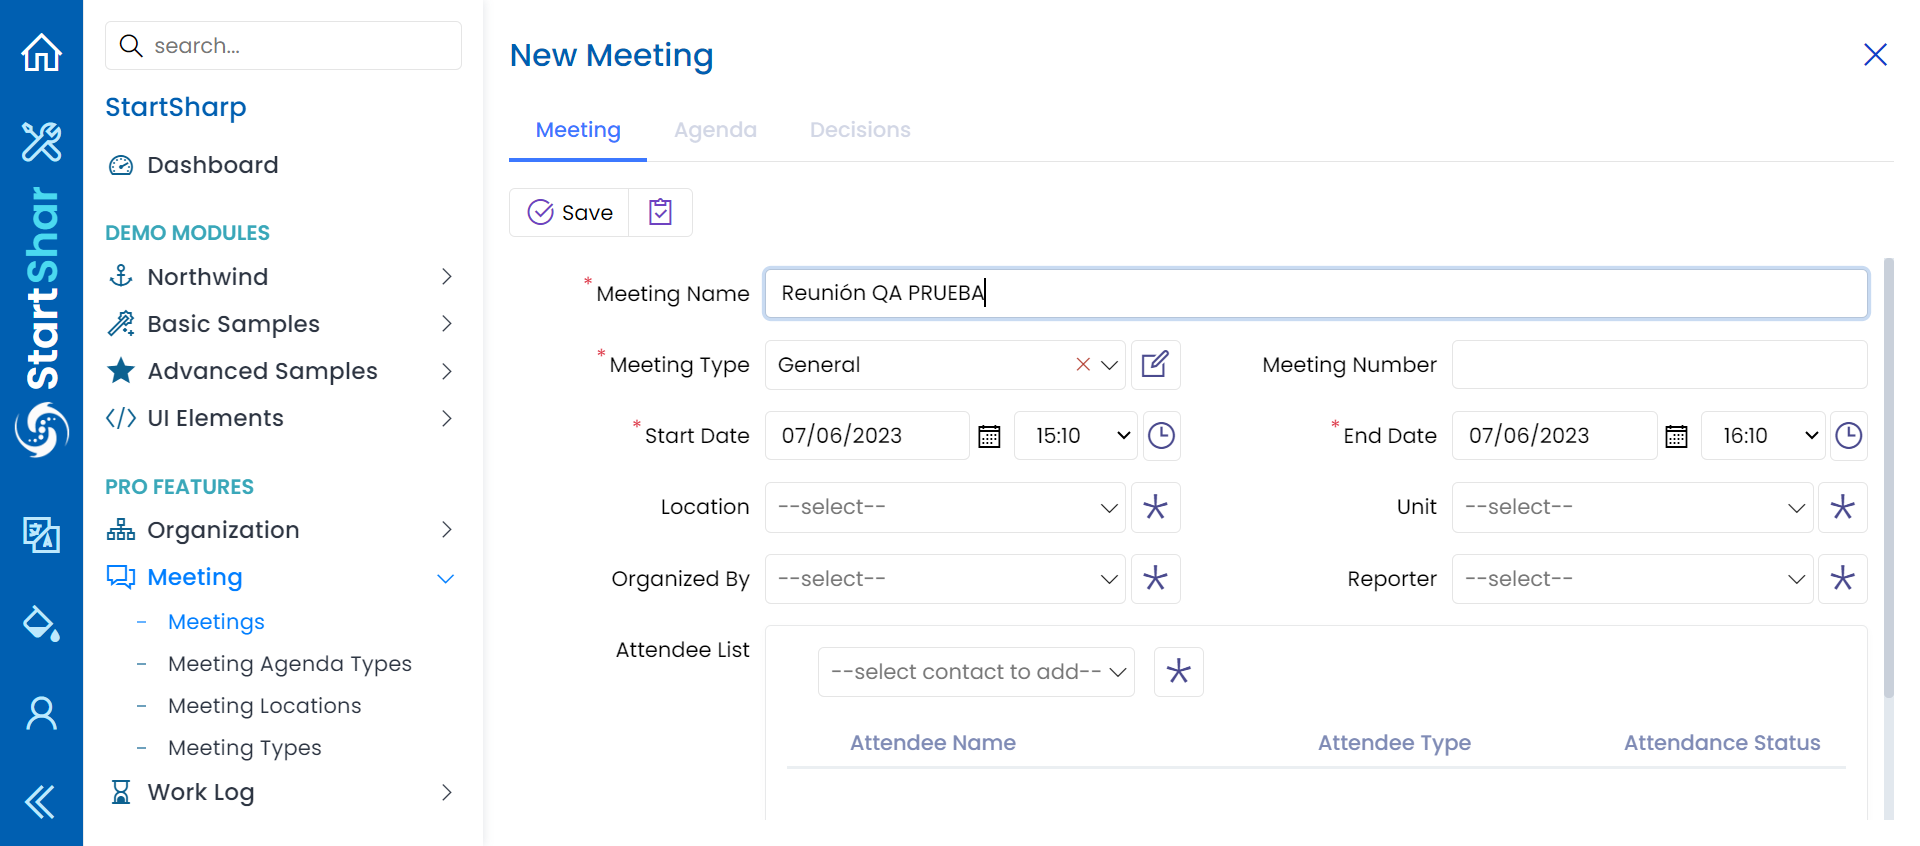 StartShar
search...
StartSharp
Dashboard
DEMO MODULES
Northwind
Basic Samples
Advanced Samples
UI Elements
PRO FEATURES
Organization
Meeting
- Meetings
- Meeting Agenda Types
- Meeting Locations
- Meeting Types
Work Log
New Meeting
Meeting Agenda Decisions
Save
* Meeting Name Reunión QA PRUEBA
* Meeting Type General Meeting Number
* Start Date 07/06/2023 15:10 * End Date 07/06/2023 16:10
Location --select-- Unit --select--
Organized By --select-- Reporter --select--
Attendee List
--select contact to add--
Attendee Name Attendee Type Attendance Status